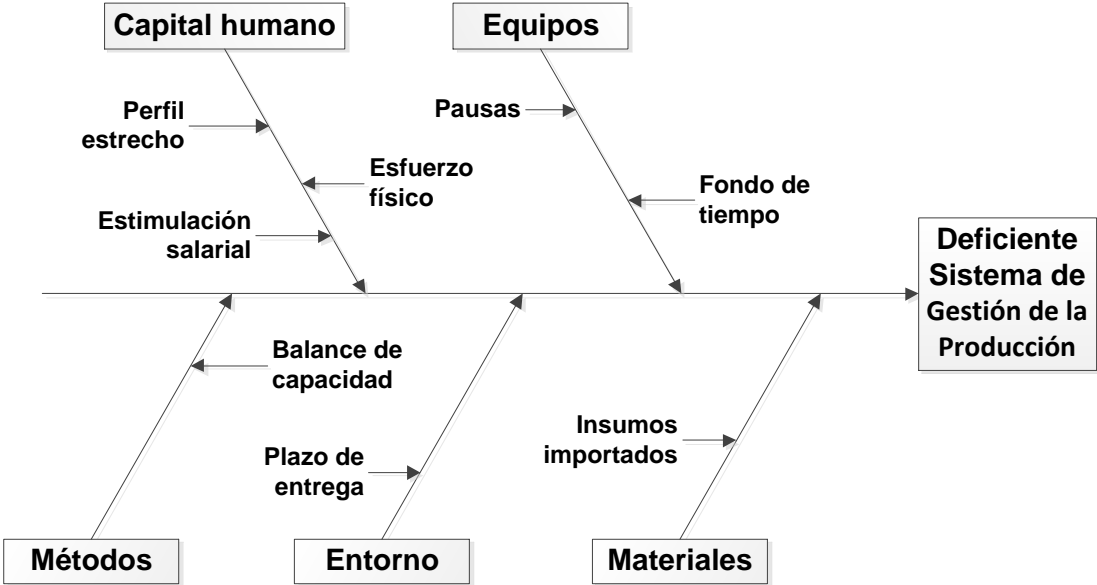 Capital humano
Equipos
Perfil
estrecho
Pausas
Esfuerzo
físico
Fondo de
tiempo
Estimulación
salarial
Deficiente
Sistema de
Gestión de la
Producción
Balance de
capacidad
Insumos
importados
Plazo de
entrega
Métodos
Entorno
Materiales